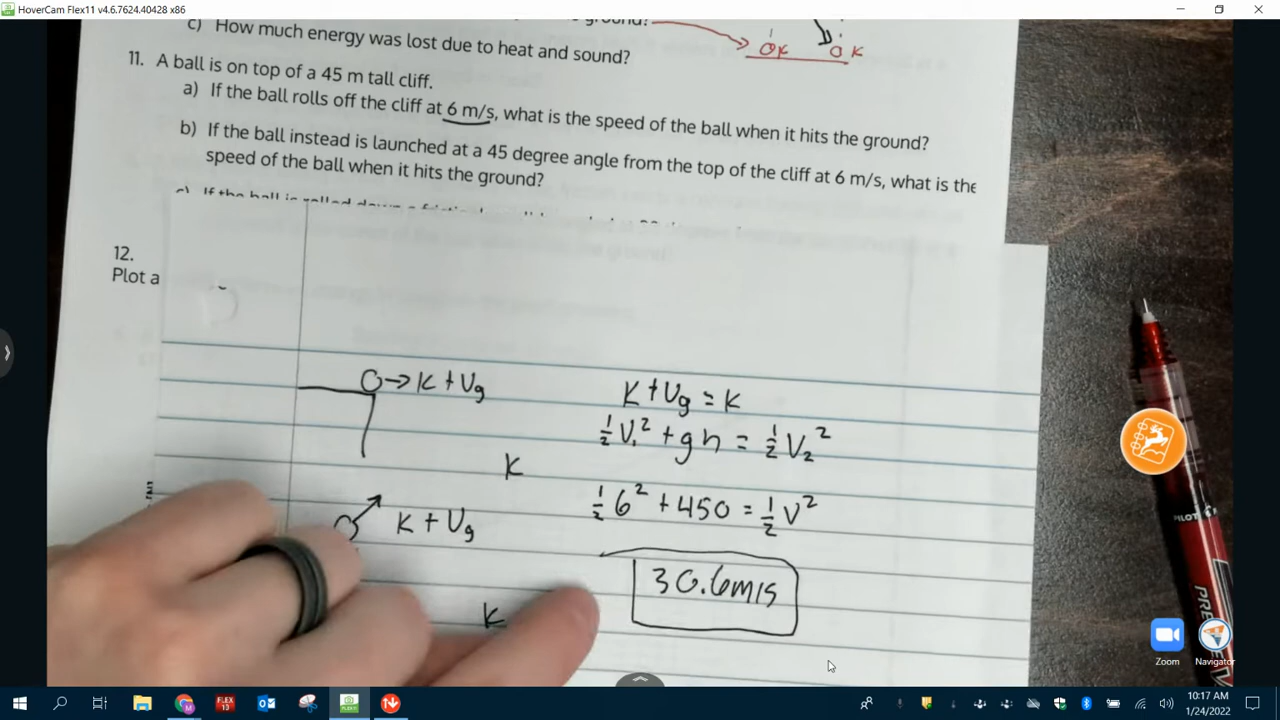 HoverCam Flex11 v4.6.7624.40428 x86
ground?
OK
OK
c) How much energy was lost due to heat and sound?
11. A ball is on top of a 45 m tall cliff.
a) If the ball rolls off the cliff at 6 m/s, what is the speed of the ball when it hits the ground?
b) If the ball instead is launched at a 45 degree angle from the top of the cliff at 6 m/s, what is the
speed of the ball when it hits the ground?
12.
Plot a
K + Ug
K + Ug = K
½V₁² + gh = ½V₂²
K
½6² + 450 = ½V²
K + Ug
30.6m/s
K
PILOT
PRE
Zoom
Navigator
FLEX
13
10:17 AM
1/24/2022